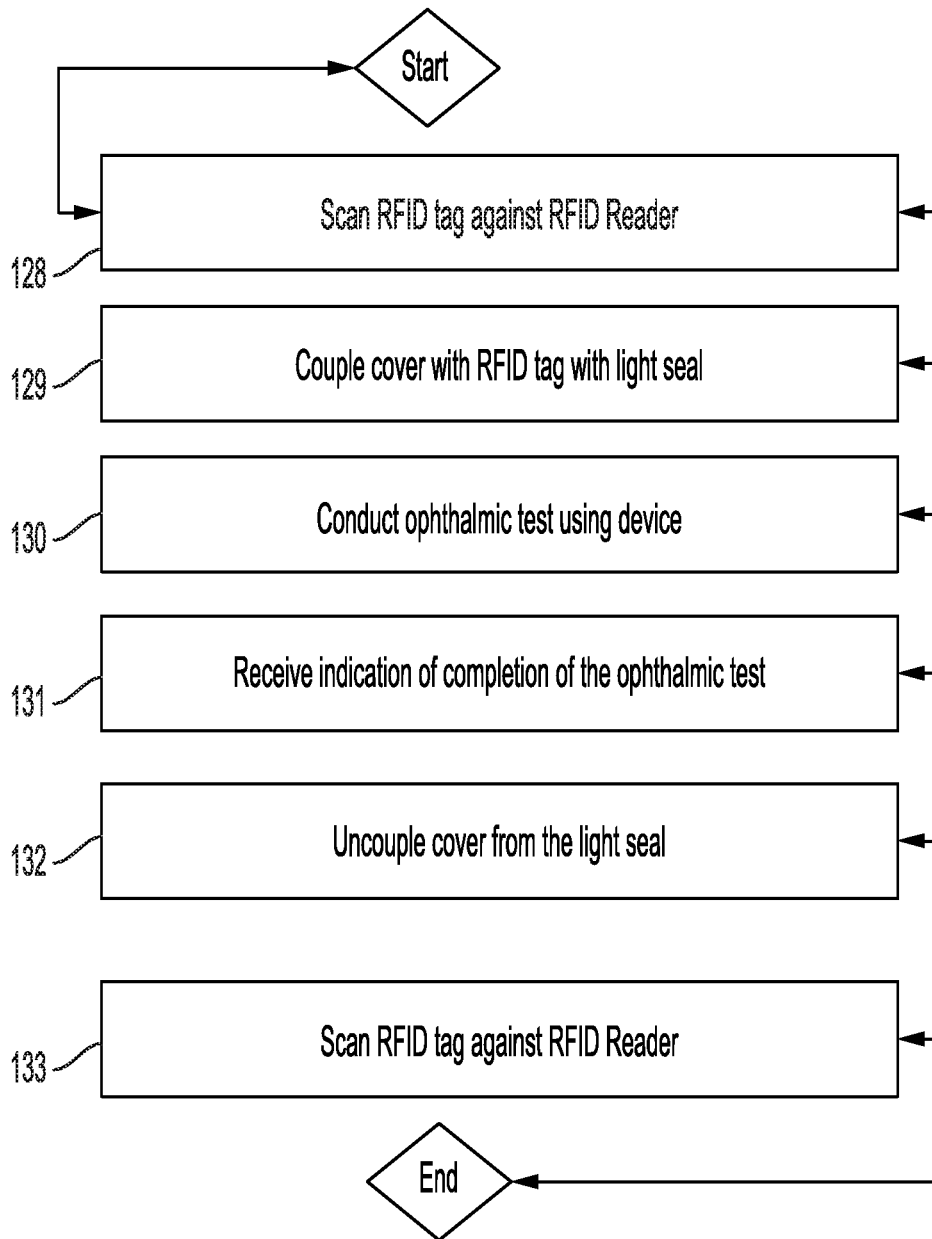 Start
Scan RFID tag against RFID Reader
128
Couple cover with RFID tag with light seal
129
Conduct ophthalmic test using device
130
Receive indication of completion of the ophthalmic test
131
Uncouple cover from the light seal
132
Scan RFID tag against RFID Reader
133
End